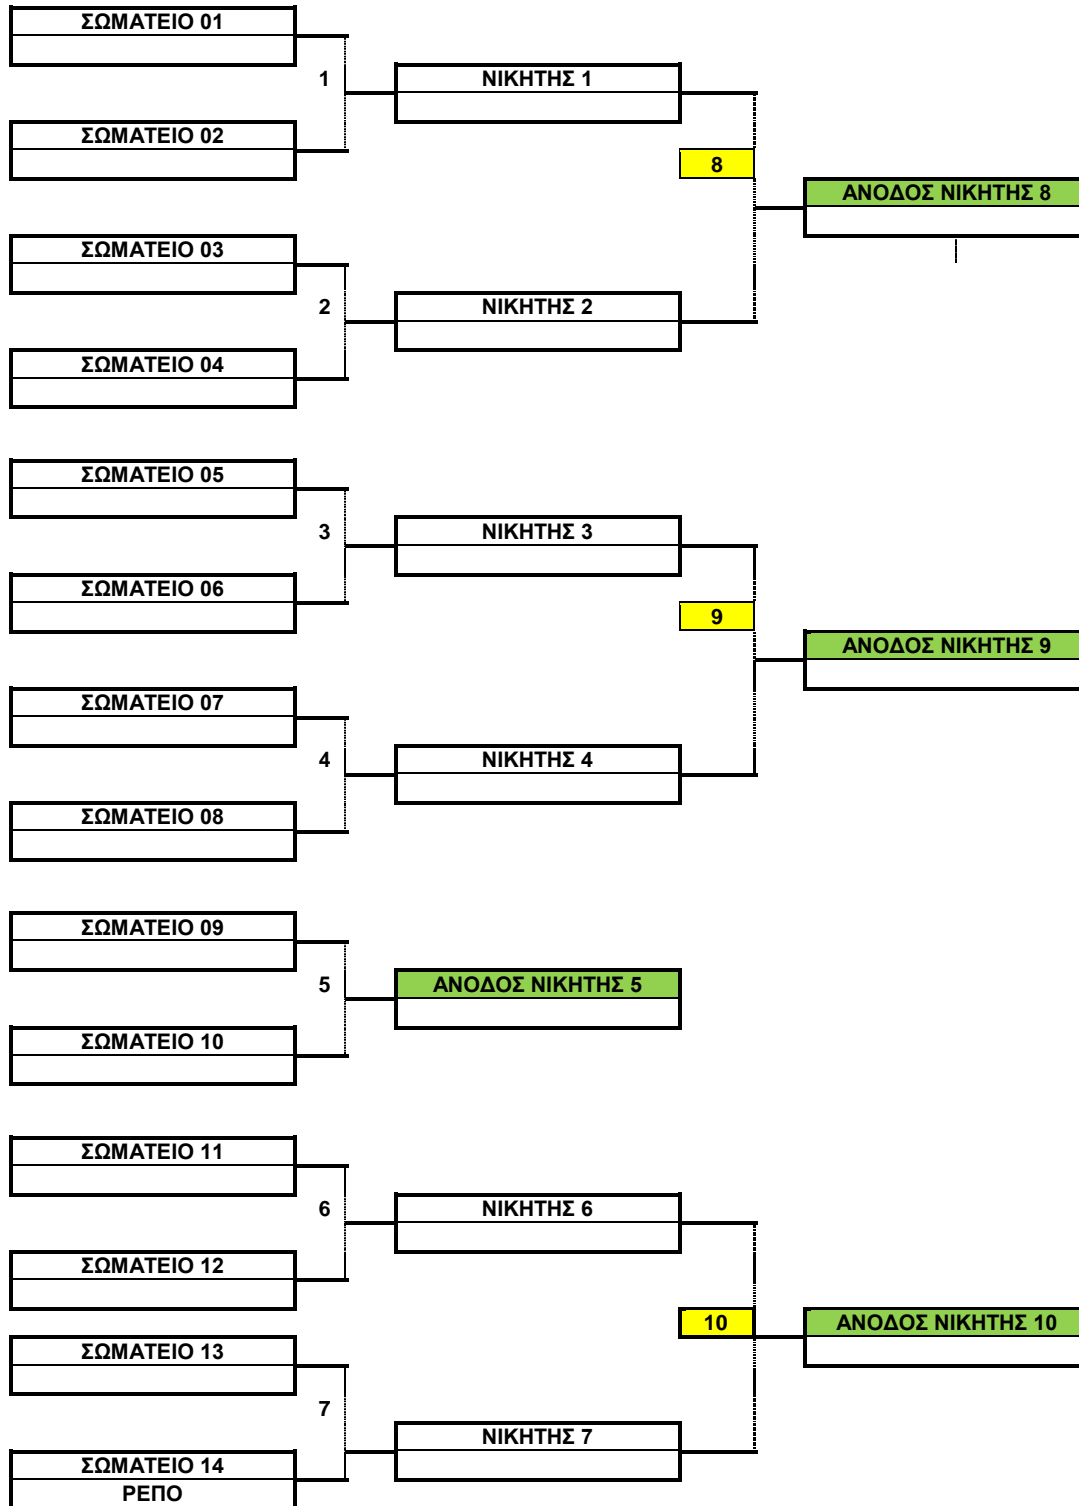 ΣΩΜΑΤΕΙΟ 01
1
ΝΙΚΗΤΗΣ 1
ΣΩΜΑΤΕΙΟ 02
8
ΑΝΟΔΟΣ ΝΙΚΗΤΗΣ 8
ΣΩΜΑΤΕΙΟ 03
2
ΝΙΚΗΤΗΣ 2
ΣΩΜΑΤΕΙΟ 04
ΣΩΜΑΤΕΙΟ 05
3
ΝΙΚΗΤΗΣ 3
ΣΩΜΑΤΕΙΟ 06
9
ΑΝΟΔΟΣ ΝΙΚΗΤΗΣ 9
ΣΩΜΑΤΕΙΟ 07
4
ΝΙΚΗΤΗΣ 4
ΣΩΜΑΤΕΙΟ 08
ΣΩΜΑΤΕΙΟ 09
5
ΑΝΟΔΟΣ ΝΙΚΗΤΗΣ 5
ΣΩΜΑΤΕΙΟ 10
ΣΩΜΑΤΕΙΟ 11
6
ΝΙΚΗΤΗΣ 6
ΣΩΜΑΤΕΙΟ 12
10
ΑΝΟΔΟΣ ΝΙΚΗΤΗΣ 10
ΣΩΜΑΤΕΙΟ 13
7
ΝΙΚΗΤΗΣ 7
ΣΩΜΑΤΕΙΟ 14
ΡΕΠΟ